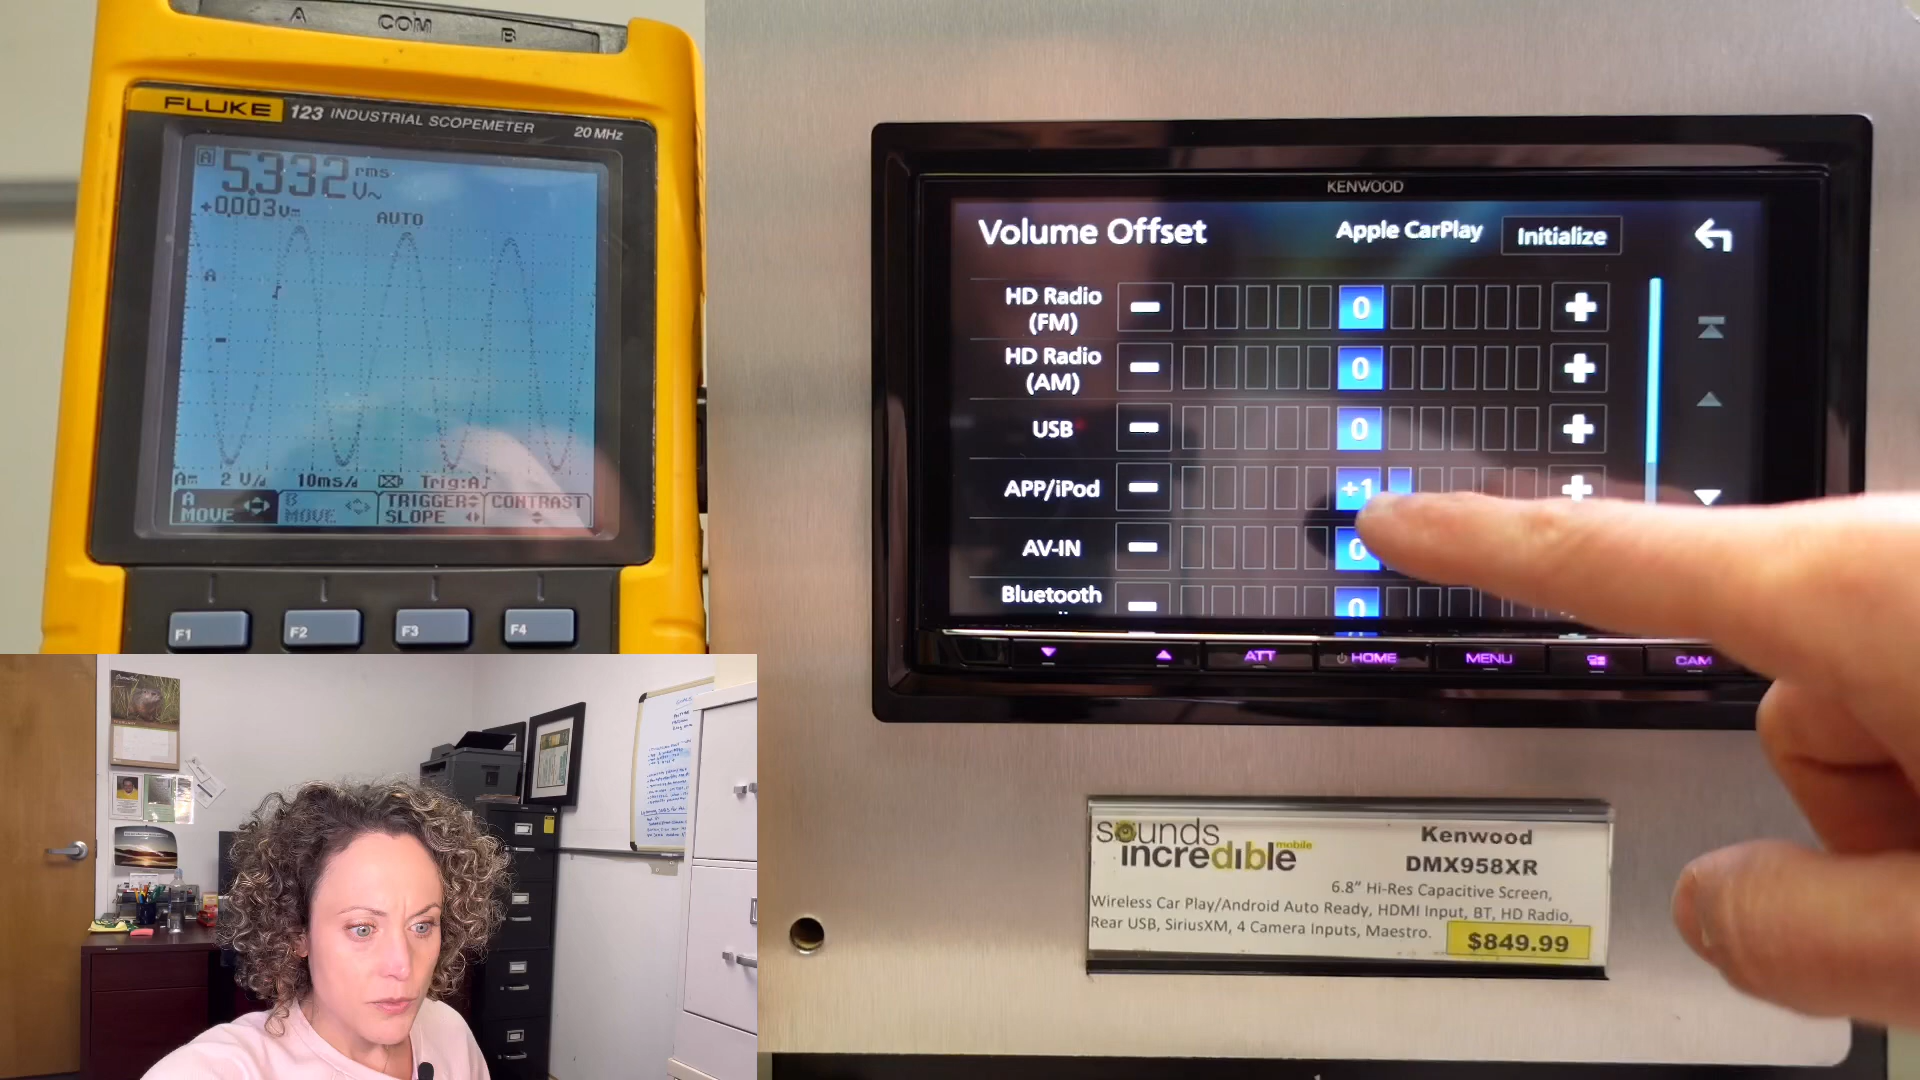 A COM B
FLUKE 123 INDUSTRIAL SCOPEMETER
20 MHz
A 5.332 rms V~
+0.003V
AUTO
A
A 2 V/d 10ms/d Trig:A
A MOVE B MOVE TRIGGER SLOPE CONTRAST
F1 F2 F3 F4
KENWOOD
Volume Offset Apple CarPlay Initialize
HD Radio (FM) 0
HD Radio (AM) 0
USB 0
APP/iPod +1
AV-IN 0
Bluetooth 0
ATT HOME MENU CAM
sounds incredible mobile
Kenwood
DMX958XR
6.8" Hi-Res Capacitive Screen,
Wireless Car Play/Android Auto Ready, HDMI Input, BT, HD Radio,
Rear USB, SiriusXM, 4 Camera Inputs, Maestro.
$849.99